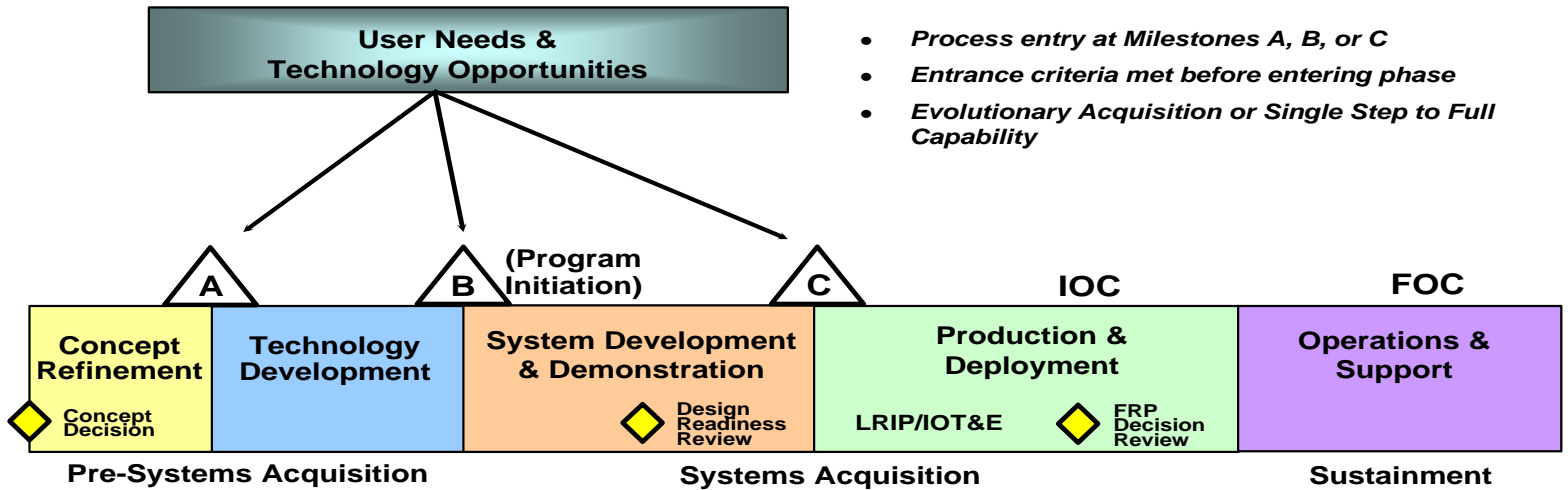 User Needs &
Technology Opportunities
• Process entry at Milestones A, B, or C
• Entrance criteria met before entering phase
• Evolutionary Acquisition or Single Step to Full
Capability
A
B
(Program
Initiation)
C
IOC
FOC
Concept
Refinement
Technology
Development
System Development
& Demonstration
Production &
Deployment
Operations &
Support
Concept
Decision
Design
Readiness
Review
LRIP/IOT&E
FRP
Decision
Review
Pre-Systems Acquisition
Systems Acquisition
Sustainment